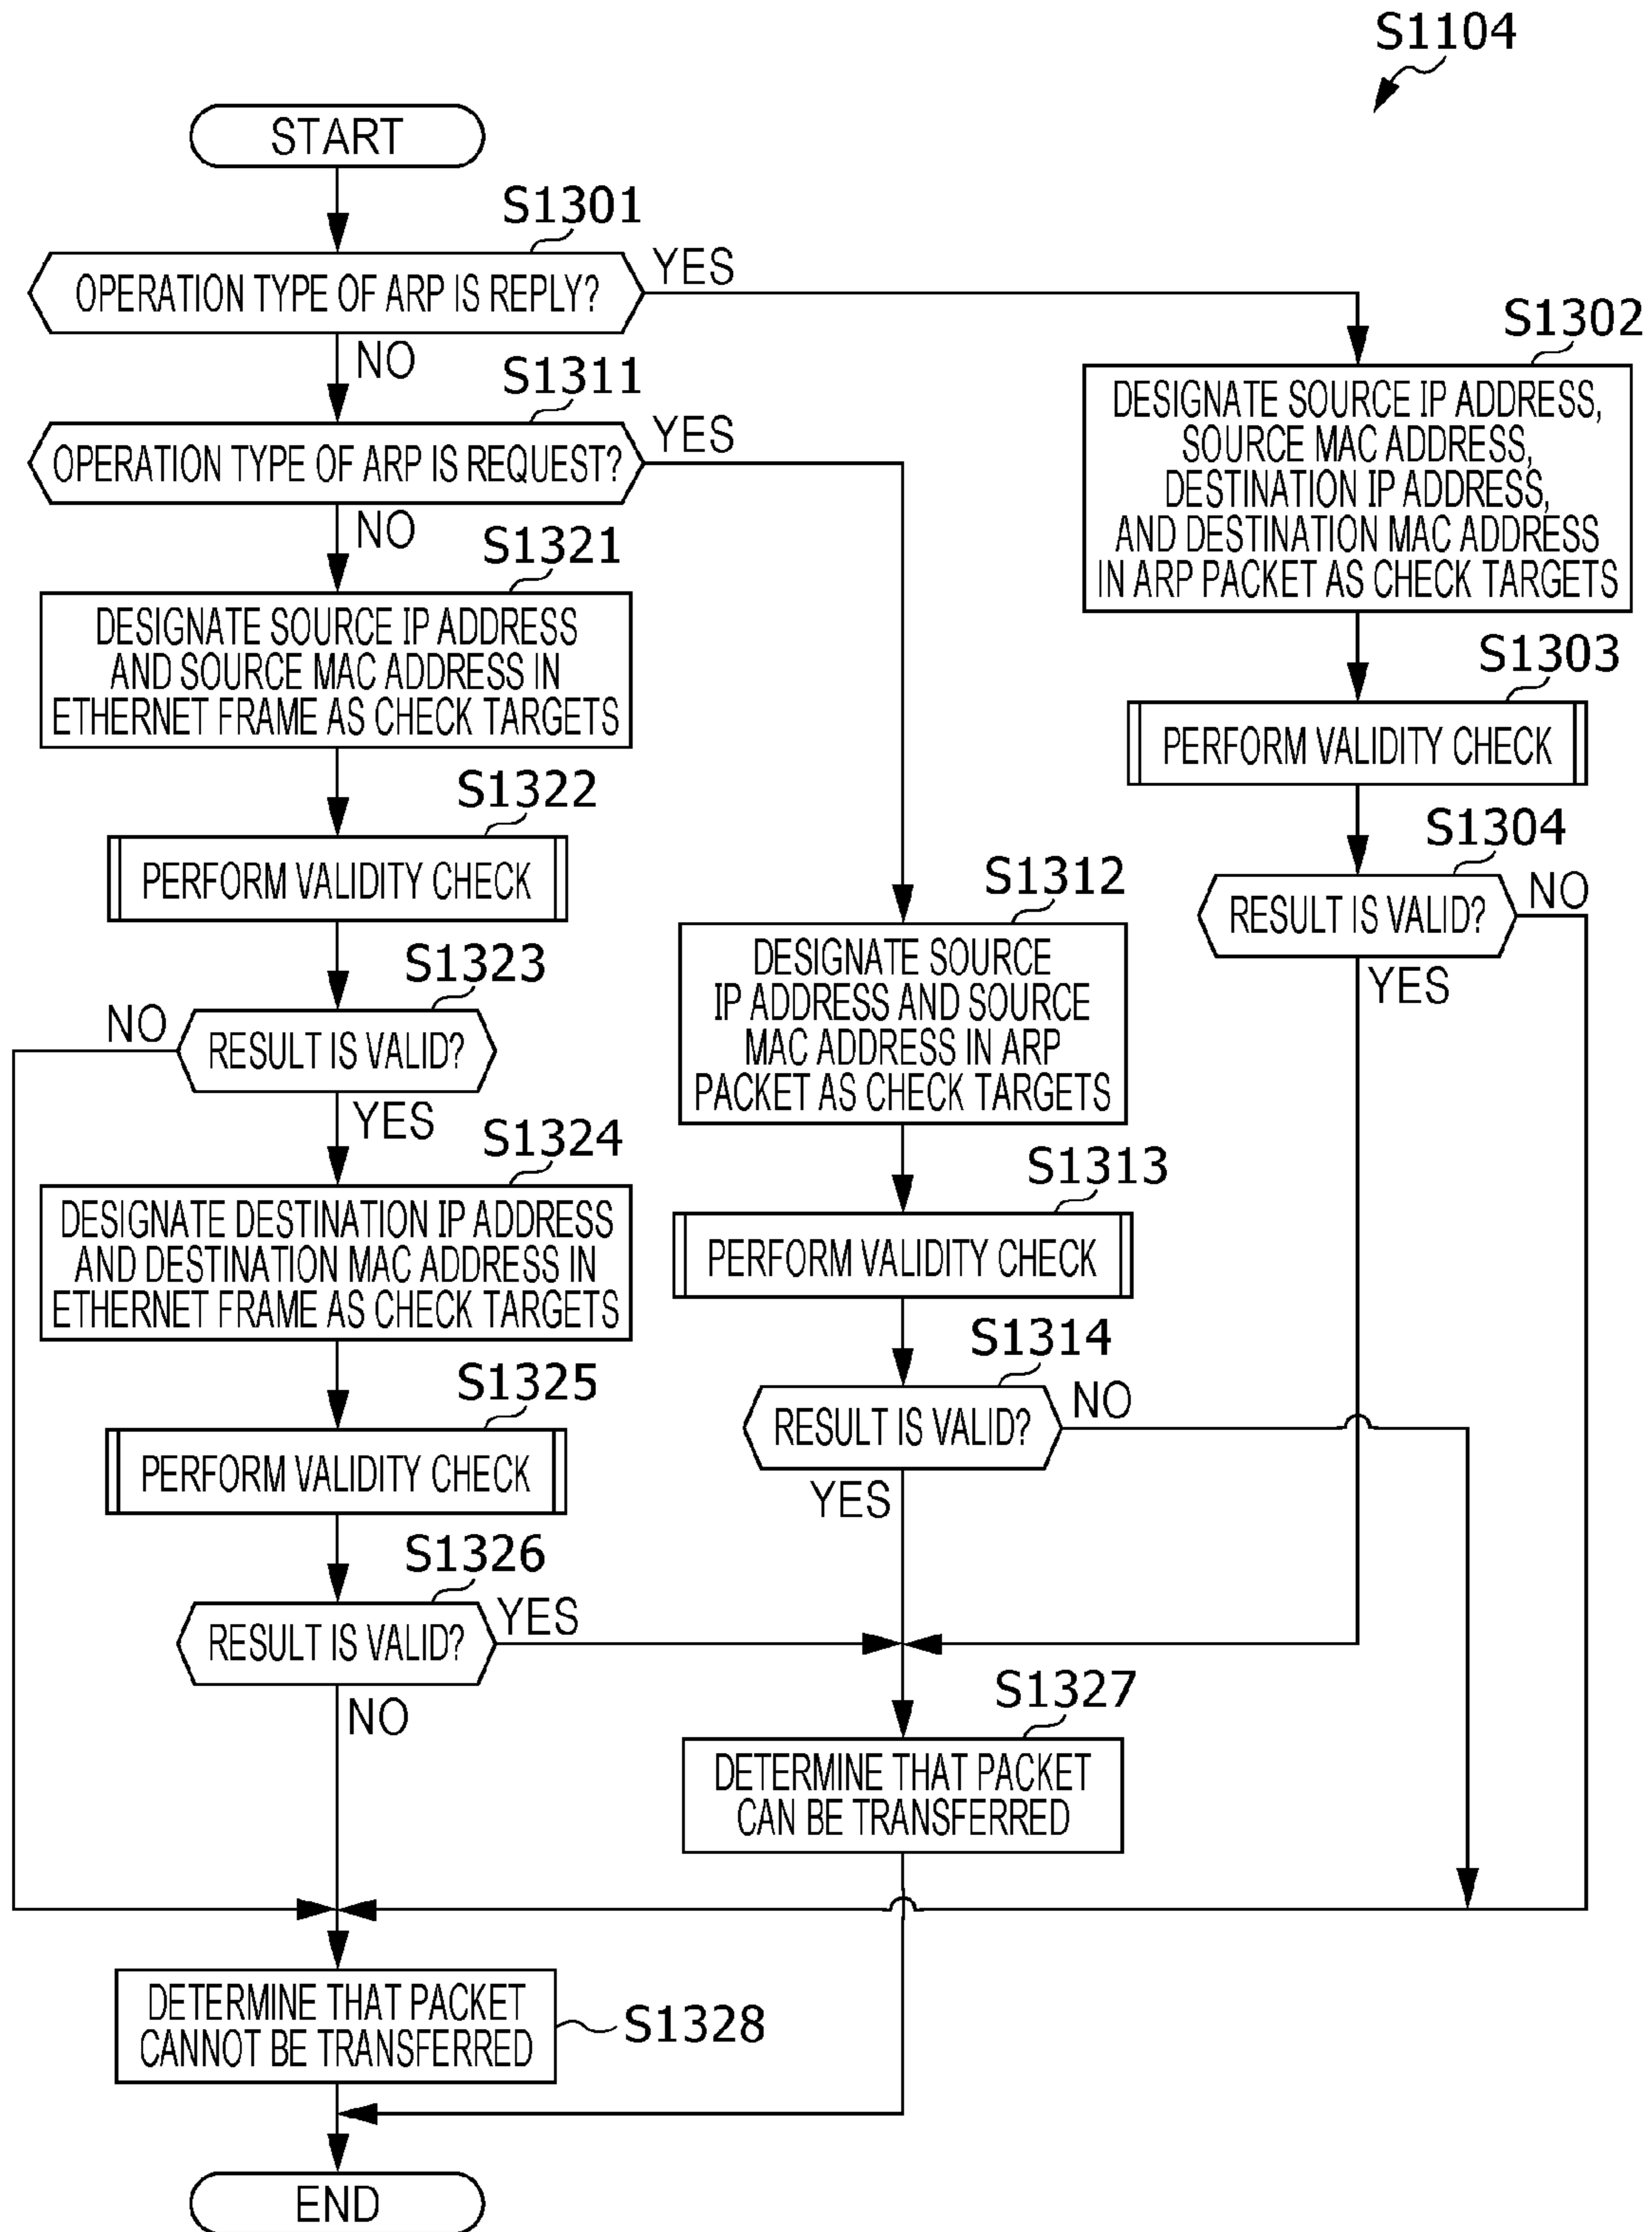 S1104
START
S1301
OPERATION TYPE OF ARP IS REPLY?
YES
NO
S1302
DESIGNATE SOURCE IP ADDRESS,
SOURCE MAC ADDRESS,
DESTINATION IP ADDRESS,
AND DESTINATION MAC ADDRESS
IN ARP PACKET AS CHECK TARGETS
S1303
PERFORM VALIDITY CHECK
S1304
RESULT IS VALID?
NO
YES
S1311
OPERATION TYPE OF ARP IS REQUEST?
YES
NO
S1312
DESIGNATE SOURCE
IP ADDRESS AND SOURCE
MAC ADDRESS IN ARP
PACKET AS CHECK TARGETS
S1313
PERFORM VALIDITY CHECK
S1314
RESULT IS VALID?
NO
YES
S1321
DESIGNATE SOURCE IP ADDRESS
AND SOURCE MAC ADDRESS IN
ETHERNET FRAME AS CHECK TARGETS
S1322
PERFORM VALIDITY CHECK
S1323
NO
RESULT IS VALID?
YES
S1324
DESIGNATE DESTINATION IP ADDRESS
AND DESTINATION MAC ADDRESS IN
ETHERNET FRAME AS CHECK TARGETS
S1325
PERFORM VALIDITY CHECK
S1326
RESULT IS VALID?
YES
NO
S1327
DETERMINE THAT PACKET
CAN BE TRANSFERRED
DETERMINE THAT PACKET
CANNOT BE TRANSFERRED
S1328
END